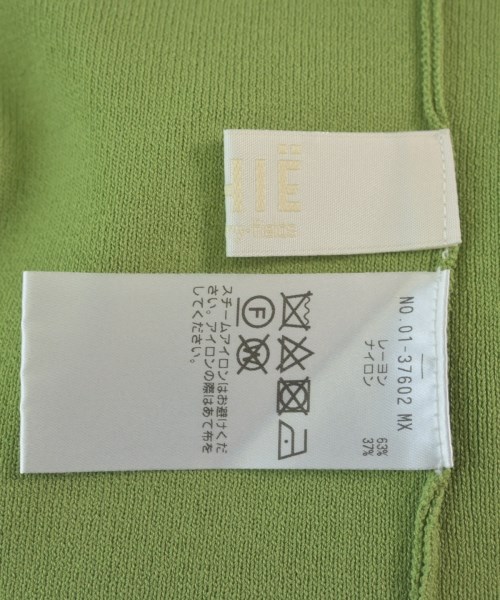 NO.01-37602 MX
レーヨン 63%
ナイロン 37%
F
W
スチームアイロンはお避けくだ
さい。アイロンの際はあて布を
してください。